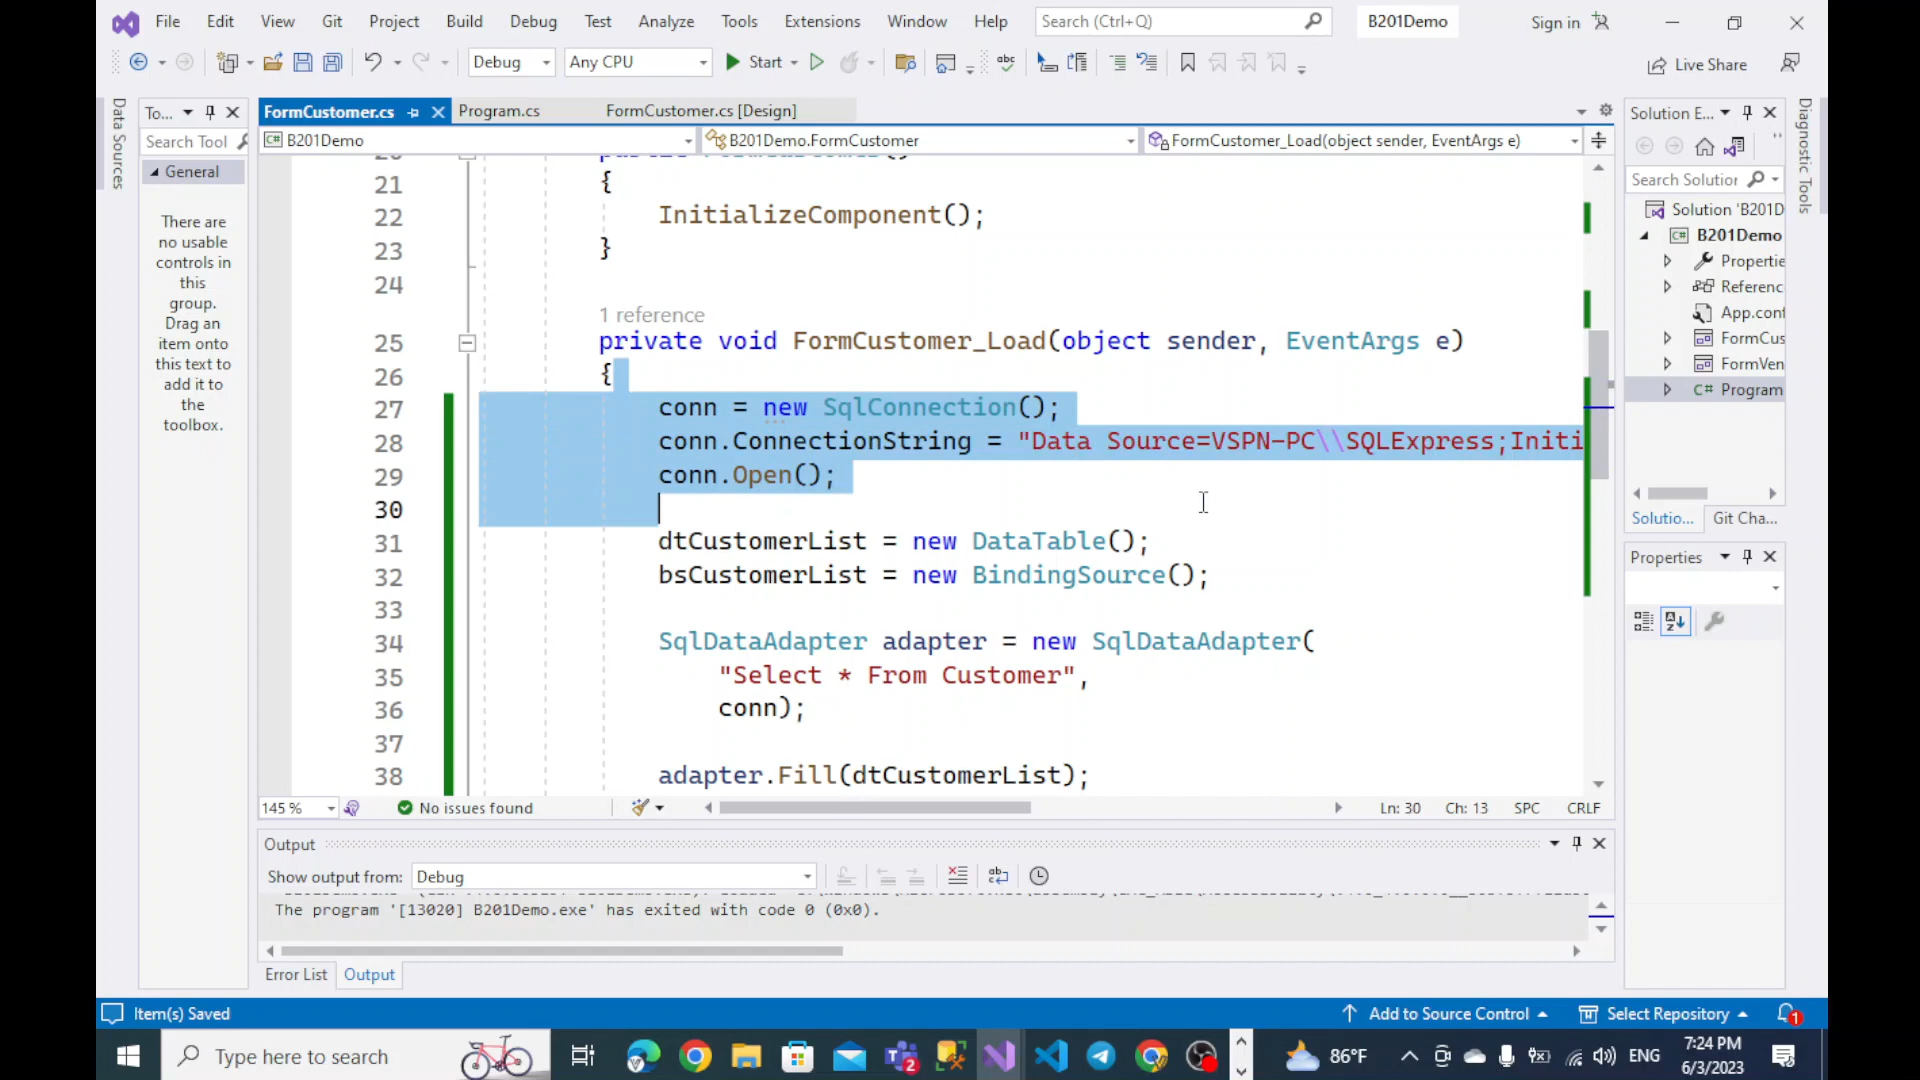 File Edit View Git Project Build Debug Test Analyze Tools Extensions Window Help Search (Ctrl+Q) B201Demo Sign in
Debug Any CPU Start Live Share
Data Sources
To...
Search Tool
General
There are
no usable
controls in
this
group.
Drag an
item onto
this text to
add it to
the
toolbox.
FormCustomer.cs Program.cs FormCustomer.cs [Design]
B201Demo B201Demo.FormCustomer FormCustomer_Load(object sender, EventArgs e)
21 {
22 InitializeComponent();
23 }
24
1 reference
25 private void FormCustomer_Load(object sender, EventArgs e)
26 {
27 conn = new SqlConnection();
28 conn.ConnectionString = "Data Source=VSPN-PC\\SQLExpress;Initi
29 conn.Open();
30
31 dtCustomerList = new DataTable();
32 bsCustomerList = new BindingSource();
33
34 SqlDataAdapter adapter = new SqlDataAdapter(
35 "Select * From Customer",
36 conn);
37
38 adapter.Fill(dtCustomerList);
145 % No issues found Ln: 30 Ch: 13 SPC CRLF
Output
Show output from: Debug
The program '[13020] B201Demo.exe' has exited with code 0 (0x0).
Error List Output
Solution E...
Search Solution
Solution 'B201D
B201Demo
Propertie
Referenc
App.conf
FormCus
FormVen
C# Program
Solutio... Git Cha...
Properties
Diagnostic Tools
Item(s) Saved Add to Source Control Select Repository 1
Type here to search 2 86°F ENG 7:24 PM
6/3/2023